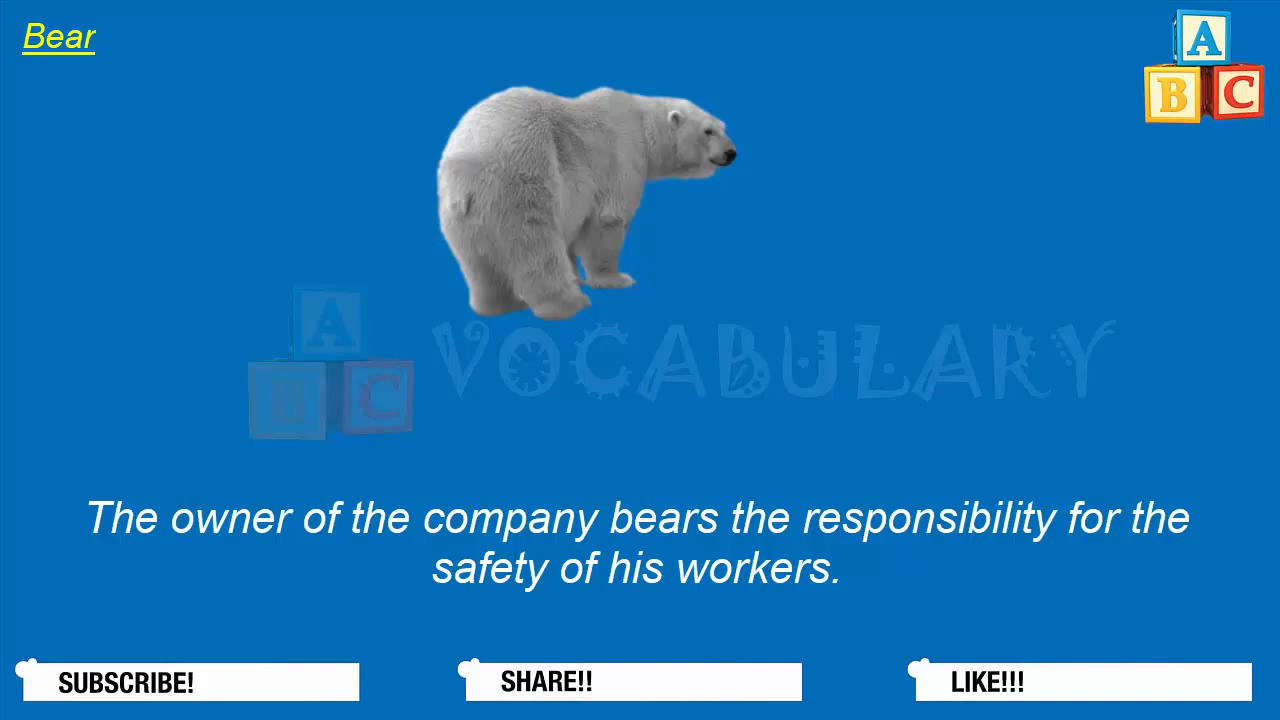 Bear
A
B C
A
B C
VOCABULARY
The owner of the company bears the responsibility for the
safety of his workers.
SUBSCRIBE!
SHARE!!
LIKE!!!